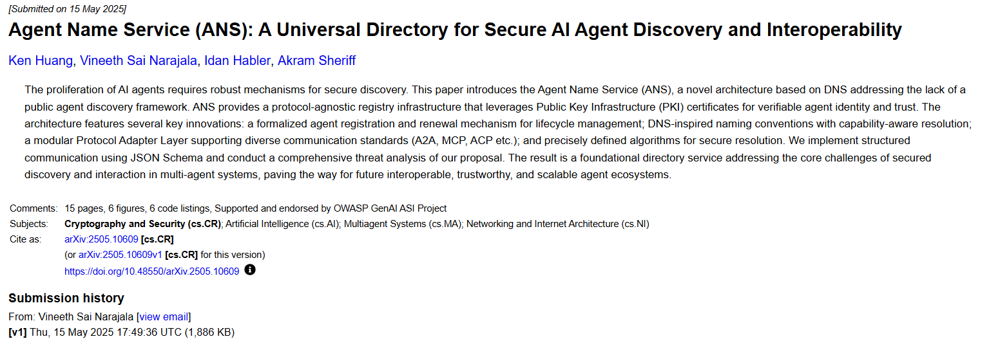 [Submitted on 15 May 2025]
Agent Name Service (ANS): A Universal Directory for Secure AI Agent Discovery and Interoperability
Ken Huang, Vineeth Sai Narajala, Idan Habler, Akram Sheriff
The proliferation of AI agents requires robust mechanisms for secure discovery. This paper introduces the Agent Name Service (ANS), a novel architecture based on DNS addressing the lack of a
public agent discovery framework. ANS provides a protocol-agnostic registry infrastructure that leverages Public Key Infrastructure (PKI) certificates for verifiable agent identity and trust. The
architecture features several key innovations: a formalized agent registration and renewal mechanism for lifecycle management; DNS-inspired naming conventions with capability-aware resolution;
a modular Protocol Adapter Layer supporting diverse communication standards (A2A, MCP, ACP etc.); and precisely defined algorithms for secure resolution. We implement structured
communication using JSON Schema and conduct a comprehensive threat analysis of our proposal. The result is a foundational directory service addressing the core challenges of secured
discovery and interaction in multi-agent systems, paving the way for future interoperable, trustworthy, and scalable agent ecosystems.
Comments: 15 pages, 6 figures, 6 code listings, Supported and endorsed by OWASP GenAI ASI Project
Subjects: Cryptography and Security (cs.CR); Artificial Intelligence (cs.AI); Multiagent Systems (cs.MA); Networking and Internet Architecture (cs.NI)
Cite as: arXiv:2505.10609 [cs.CR]
(or arXiv:2505.10609v1 [cs.CR] for this version)
https://doi.org/10.48550/arXiv.2505.10609
Submission history
From: Vineeth Sai Narajala [view email]
[v1] Thu, 15 May 2025 17:49:36 UTC (1,886 KB)